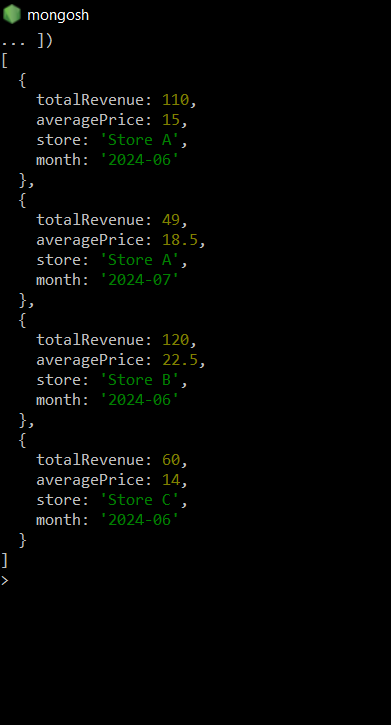 mongosh
... ])
[
  {
    totalRevenue: 110,
    averagePrice: 15,
    store: 'Store A',
    month: '2024-06'
  },
  {
    totalRevenue: 49,
    averagePrice: 18.5,
    store: 'Store A',
    month: '2024-07'
  },
  {
    totalRevenue: 120,
    averagePrice: 22.5,
    store: 'Store B',
    month: '2024-06'
  },
  {
    totalRevenue: 60,
    averagePrice: 14,
    store: 'Store C',
    month: '2024-06'
  }
]
>